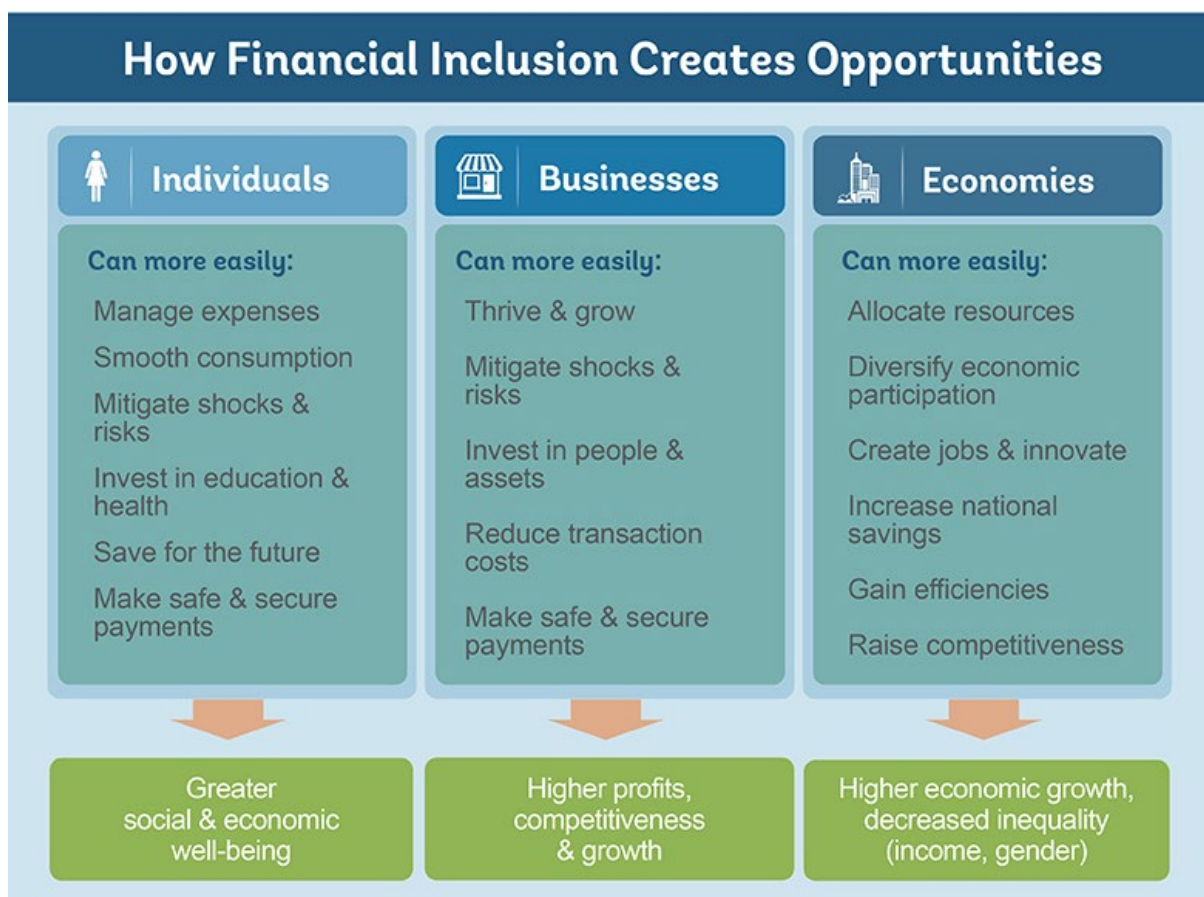 How Financial Inclusion Creates Opportunities
Individuals
Can more easily:
Manage expenses
Smooth consumption
Mitigate shocks &
risks
Invest in education &
health
Save for the future
Make safe & secure
payments
Greater
social & economic
well-being
Businesses
Can more easily:
Thrive & grow
Mitigate shocks &
risks
Invest in people &
assets
Reduce transaction
costs
Make safe & secure
payments
Higher profits,
competitiveness
& growth
Economies
Can more easily:
Allocate resources
Diversify economic
participation
Create jobs & innovate
Increase national
savings
Gain efficiencies
Raise competitiveness
Higher economic growth,
decreased inequality
(income, gender)